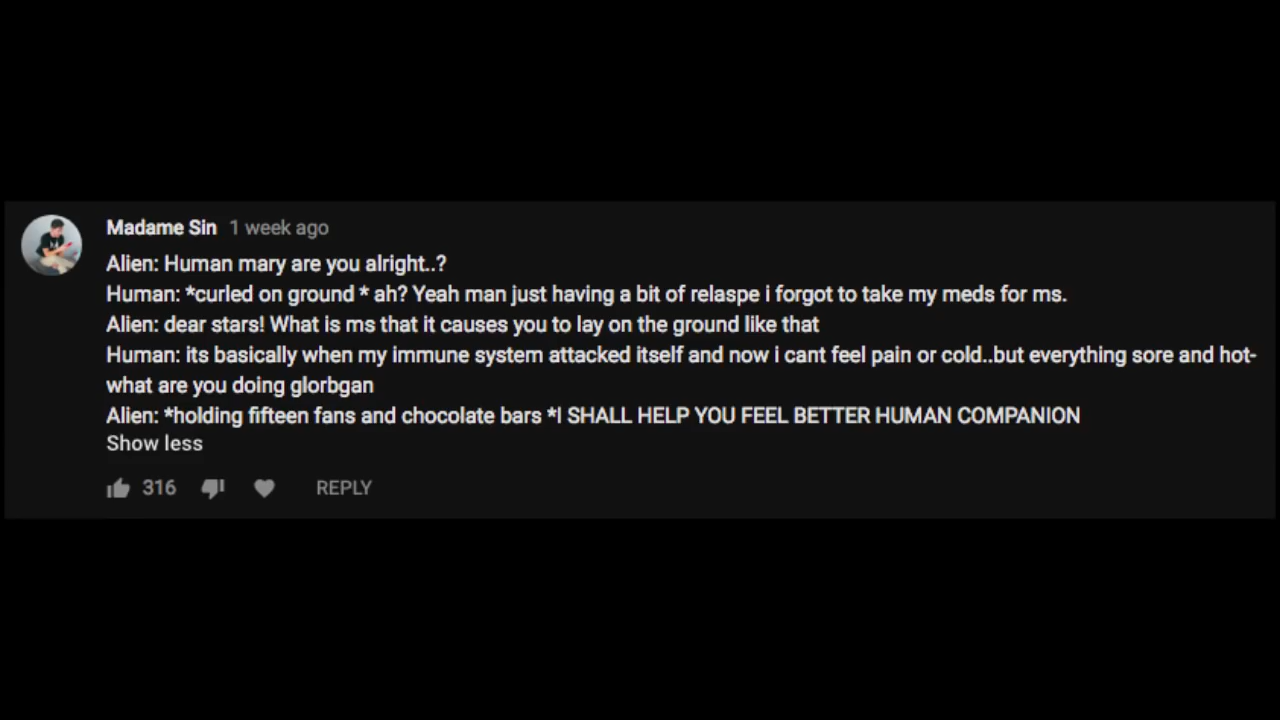 Madame Sin 1 week ago
Alien: Human mary are you alright..?
Human: *curled on ground * ah? Yeah man just having a bit of relaspe i forgot to take my meds for ms.
Alien: dear stars! What is ms that it causes you to lay on the ground like that
Human: its basically when my immune system attacked itself and now i cant feel pain or cold..but everything sore and hot-
what are you doing glorbgan
Alien: *holding fifteen fans and chocolate bars *I SHALL HELP YOU FEEL BETTER HUMAN COMPANION
Show less
316 REPLY